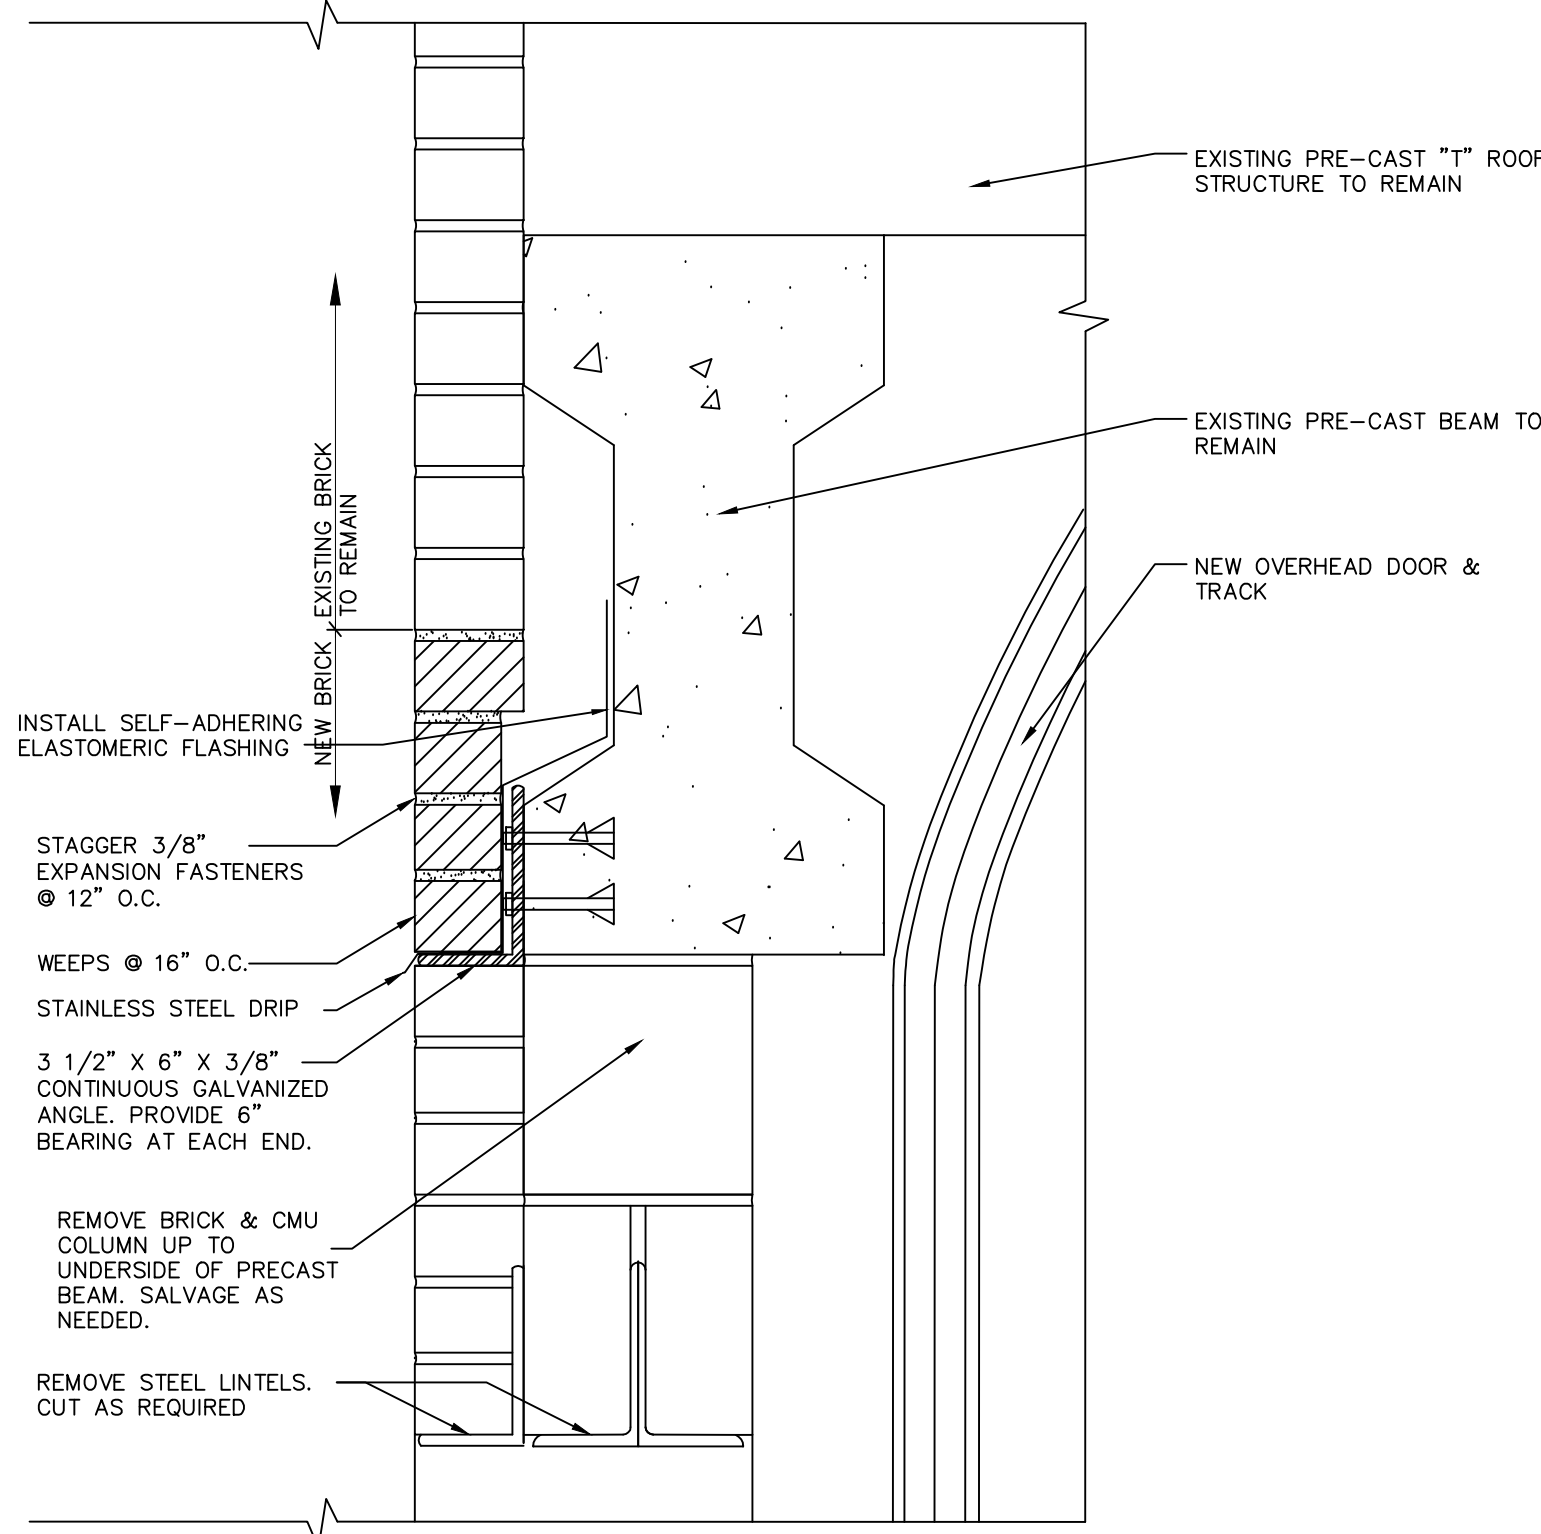 EXISTING PRE-CAST "T" ROOF
STRUCTURE TO REMAIN
EXISTING PRE-CAST BEAM TO
REMAIN
NEW OVERHEAD DOOR &
TRACK
EXISTING BRICK
TO REMAIN
NEW BRICK
INSTALL SELF-ADHERING
ELASTOMERIC FLASHING
STAGGER 3/8"
EXPANSION FASTENERS
@ 12" O.C.
WEEPS @ 16" O.C.
STAINLESS STEEL DRIP
3 1/2" X 6" X 3/8"
CONTINUOUS GALVANIZED
ANGLE. PROVIDE 6"
BEARING AT EACH END.
REMOVE BRICK & CMU
COLUMN UP TO
UNDERSIDE OF PRECAST
BEAM. SALVAGE AS
NEEDED.
REMOVE STEEL LINTELS.
CUT AS REQUIRED